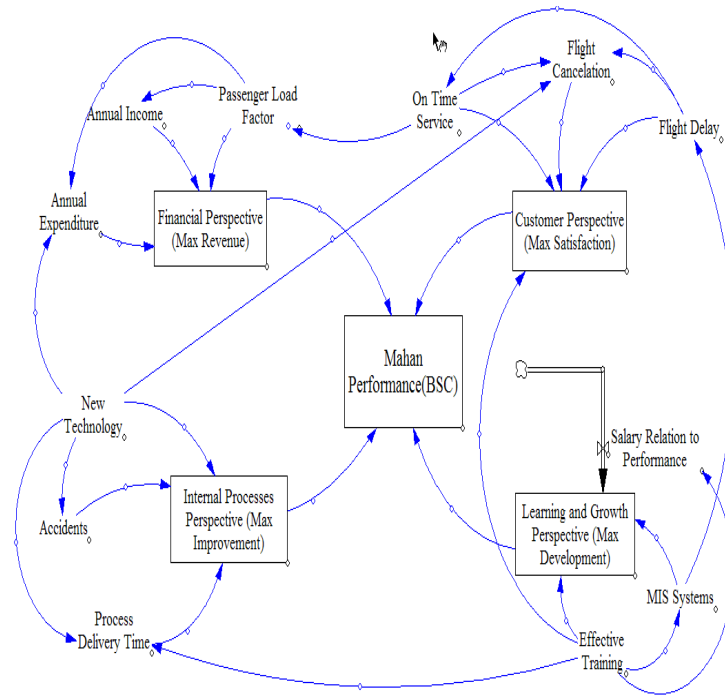 Flight
Cancelation
Passenger Load
Factor
On Time
Service
Annual Income
Flight Delay
Annual
Expenditure
Financial Perspective
(Max Revenue)
Customer Perspective
(Max Satisfaction)
Mahan
Performance(BSC)
New
Technology
Salary Relation to
Performance
Internal Processes
Perspective (Max
Improvement)
Learning and Growth
Perspective (Max
Development)
Accidents
MIS Systems
Process
Delivery Time
Effective
Training